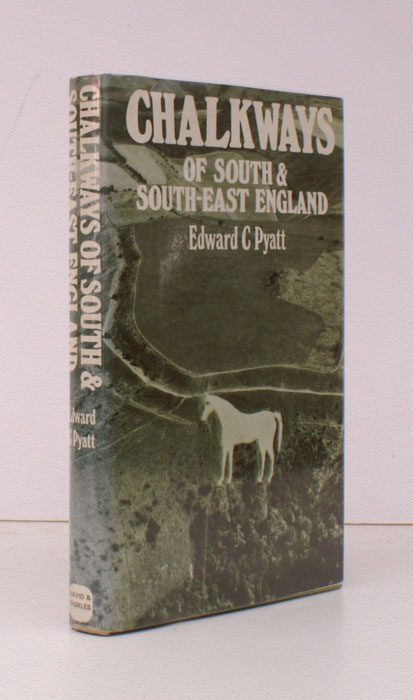 CHALKWAYS
OF SOUTH &
SOUTH-EAST ENGLAND
Edward C Pyatt
CHALKWAYS OF SOUTH &
SOUTH-EAST ENGLAND
Edward
C Pyatt
DAVID &
CHARLES